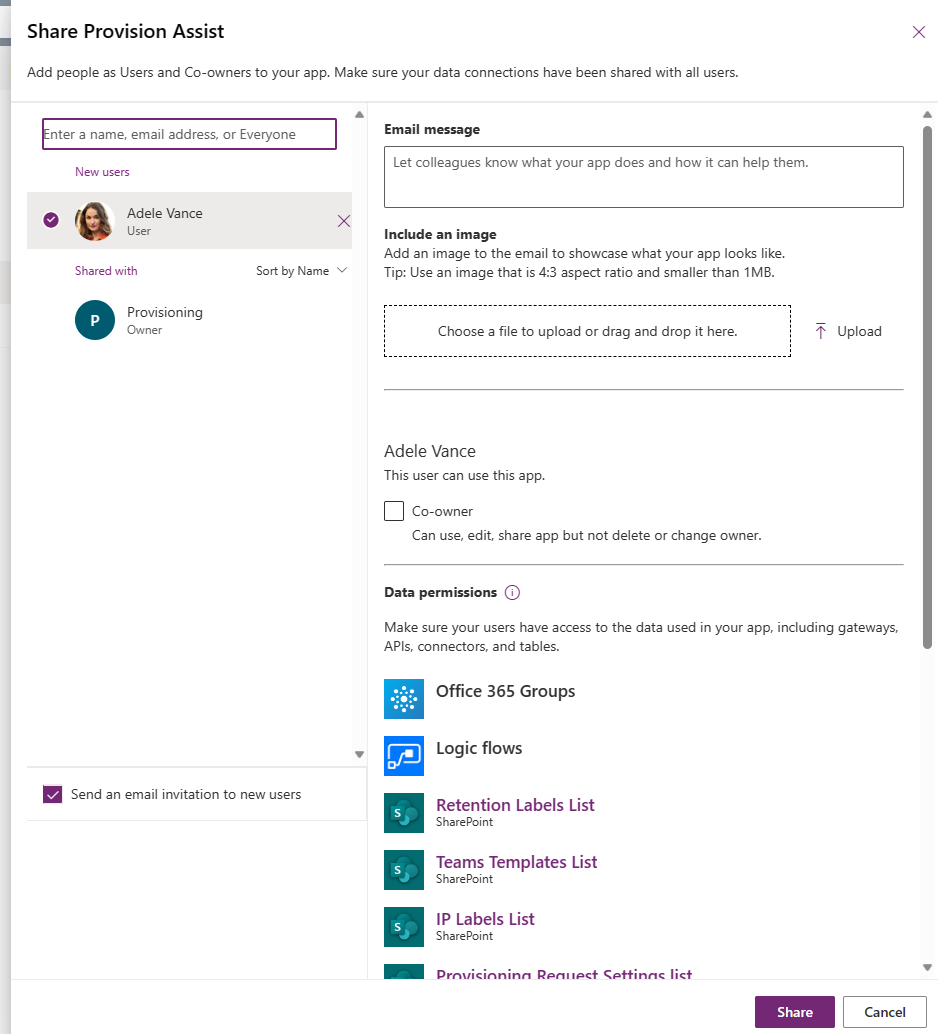 Share Provision Assist
Add people as Users and Co-owners to your app. Make sure your data connections have been shared with all users.
Enter a name, email address, or Everyone
New users
Adele Vance
User
Shared with
Sort by Name
P
Provisioning
Owner
Send an email invitation to new users
Email message
Let colleagues know what your app does and how it can help them.
Include an image
Add an image to the email to showcase what your app looks like.
Tip: Use an image that is 4:3 aspect ratio and smaller than 1MB.
Choose a file to upload or drag and drop it here.
Upload
Adele Vance
This user can use this app.
Co-owner
Can use, edit, share app but not delete or change owner.
Data permissions
Make sure your users have access to the data used in your app, including gateways,
APIs, connectors, and tables.
Office 365 Groups
Logic flows
S
Retention Labels List
SharePoint
S
Teams Templates List
SharePoint
S
IP Labels List
SharePoint
Provisioning Request Settings list
Share
Cancel